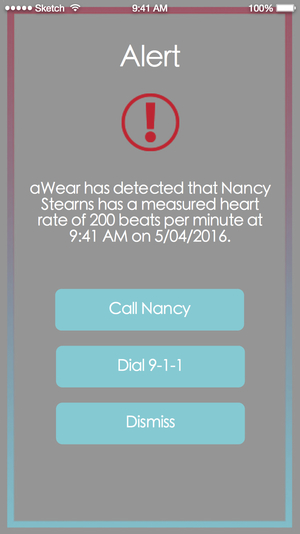 Sketch 9:41 AM 100%
Alert
!
aWear has detected that Nancy
Stearns has a measured heart
rate of 200 beats per minute at
9:41 AM on 5/04/2016.
Call Nancy
Dial 9-1-1
Dismiss